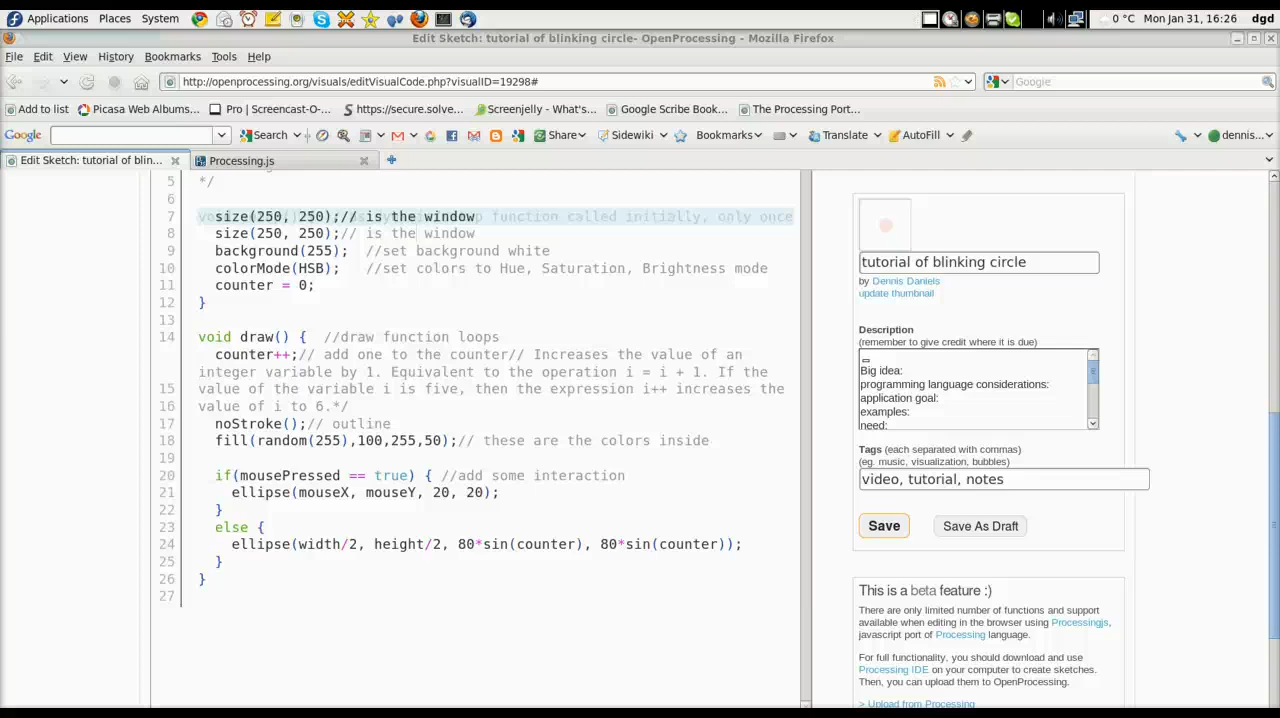 Applications Places System 0 °C Mon Jan 31, 16:26 dgd
Edit Sketch: tutorial of blinking circle- OpenProcessing - Mozilla Firefox
File Edit View History Bookmarks Tools Help
http://openprocessing.org/visuals/editVisualCode.php?visualID=19298# Google
Add to list Picasa Web Albums... Pro | Screencast-O-... https://secure.solve... Screenjelly - What's... Google Scribe Book... The Processing Port...
Google Search Share Sidewiki Bookmarks Translate AutoFill dennis...
Edit Sketch: tutorial of blin... Processing.js
5 */
6
7 size(250, 250);// is the window function called initially, only once
8 size(250, 250);// is the window
9 background(255); //set background white
10 colorMode(HSB); //set colors to Hue, Saturation, Brightness mode
11 counter = 0;
12 }
13
14 void draw() { //draw function loops
counter++;// add one to the counter// Increases the value of an
integer variable by 1. Equivalent to the operation i = i + 1. If the
15 value of the variable i is five, then the expression i++ increases the
16 value of i to 6.*/
17 noStroke();// outline
18 fill(random(255),100,255,50);// these are the colors inside
19
20 if(mousePressed == true) { //add some interaction
21 ellipse(mouseX, mouseY, 20, 20);
22 }
23 else {
24 ellipse(width/2, height/2, 80*sin(counter), 80*sin(counter));
25 }
26 }
27
tutorial of blinking circle
by Dennis Daniels
update thumbnail
Description
(remember to give credit where it is due)
Big idea:
programming language considerations:
application goal:
examples:
need:
Tags (each separated with commas)
(eg. music, visualization, bubbles)
video, tutorial, notes
Save Save As Draft
This is a beta feature :)
There are only limited number of functions and support
available when editing in the browser using Processingjs,
javascript port of Processing language.
For full functionality, you should download and use
Processing IDE on your computer to create sketches.
Then, you can upload them to OpenProcessing.
> Upload from Processing